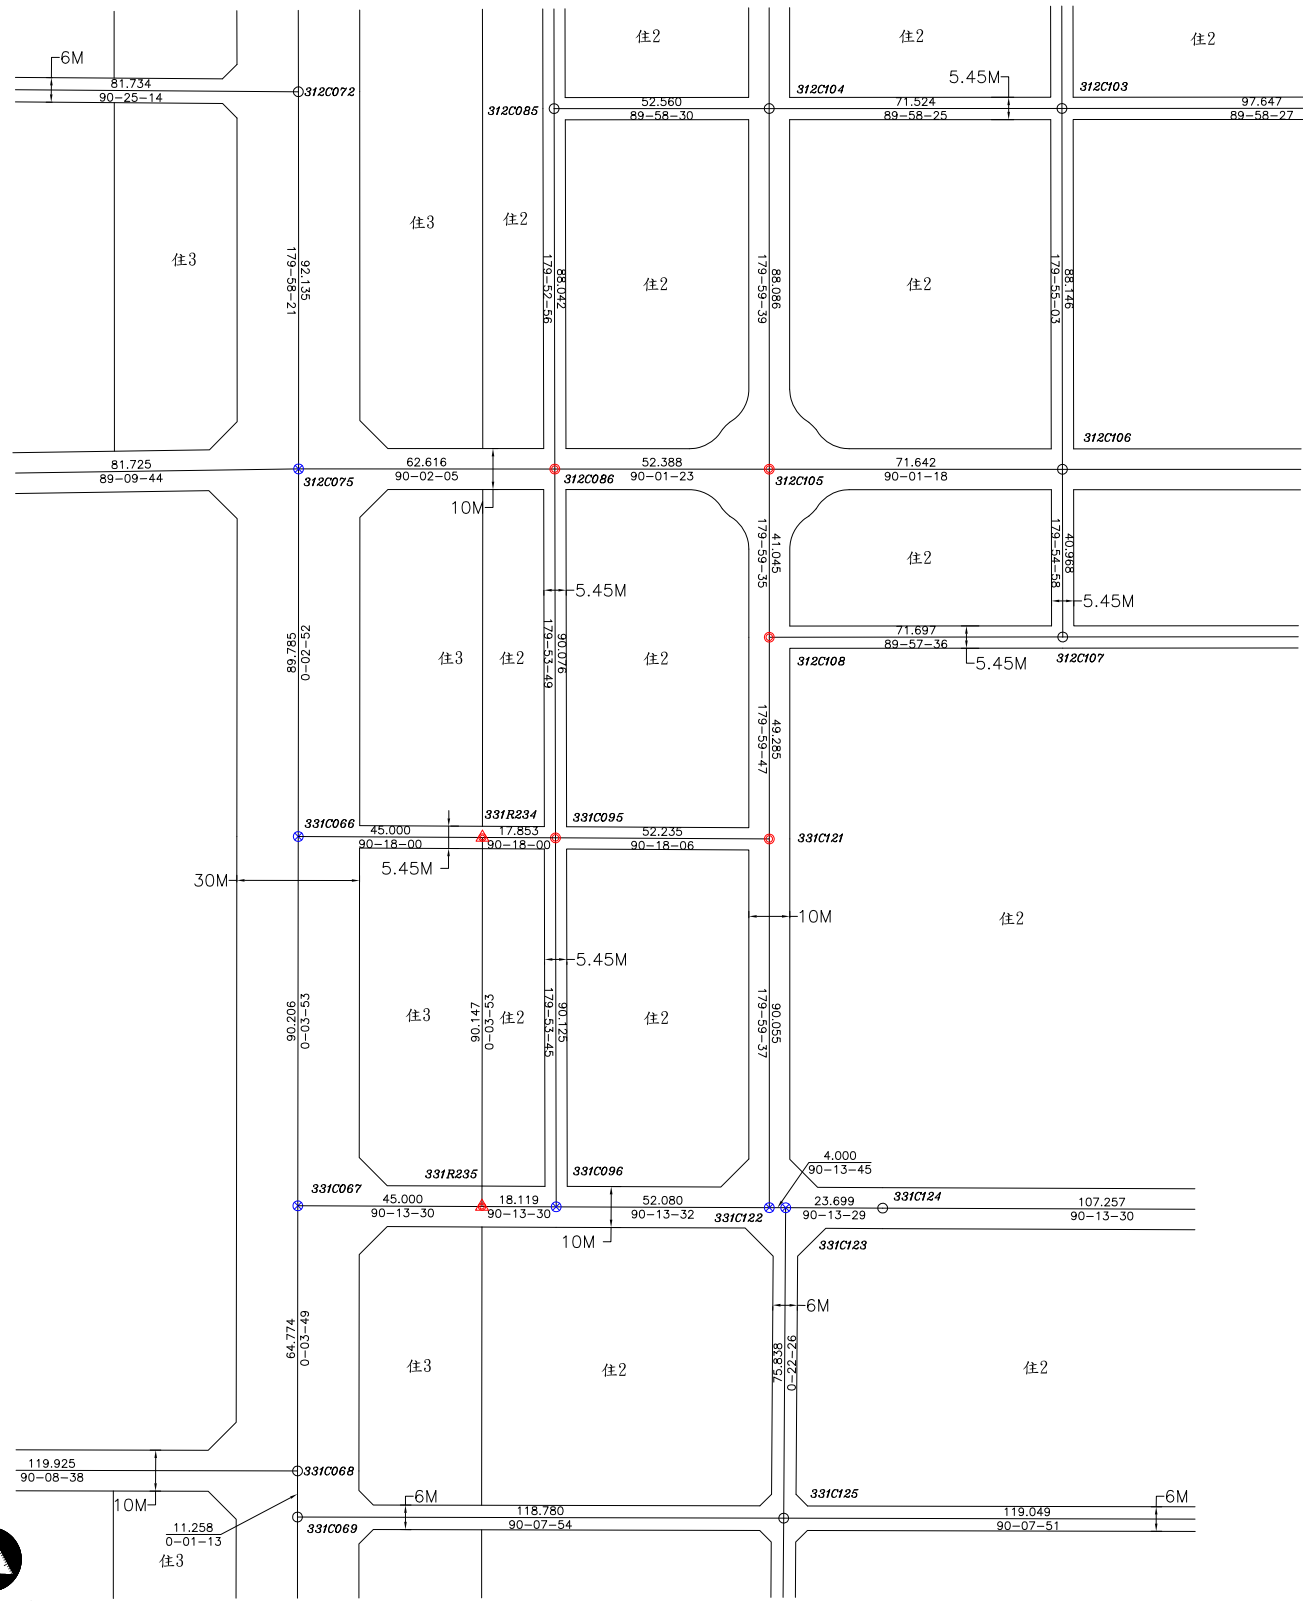 住2
住2
住2
6M
81.734
90-25-14
312C072
312C085
52.560
89-58-30
312C104
5.45M
71.524
89-58-25
312C103
97.647
89-58-27
住3
住3
住2
住2
住2
92.135
179-58-21
88.042
179-52-56
88.086
179-59-39
88.146
179-55-03
312C106
81.725
89-09-44
312C075
62.616
90-02-05
10M
312C086
52.388
90-01-23
312C105
71.642
90-01-18
41.045
179-59-35
住2
40.968
179-54-58
5.45M
5.45M
71.697
89-57-36
5.45M
312C108
312C107
89.785
0-02-52
住3
住2
90.076
179-53-49
住2
49.285
179-59-47
331C066
45.000
90-18-00
5.45M
331R234
17.853
90-18-00
331C095
52.235
90-18-06
331C121
30M
10M
住2
5.45M
90.206
0-03-53
住3
90.147
0-03-53
住2
90.125
179-53-45
住2
90.055
179-59-37
4.000
90-13-45
331C067
45.000
90-13-30
331R235
18.119
90-13-30
331C096
52.080
90-13-32
10M
331C122
23.699
90-13-29
331C124
107.257
90-13-30
331C123
6M
64.774
0-03-49
住3
住2
75.838
0-22-26
住2
119.925
90-08-38
331C068
10M
11.258
0-01-13
331C069
6M
118.780
90-07-54
331C125
119.049
90-07-51
6M
住3